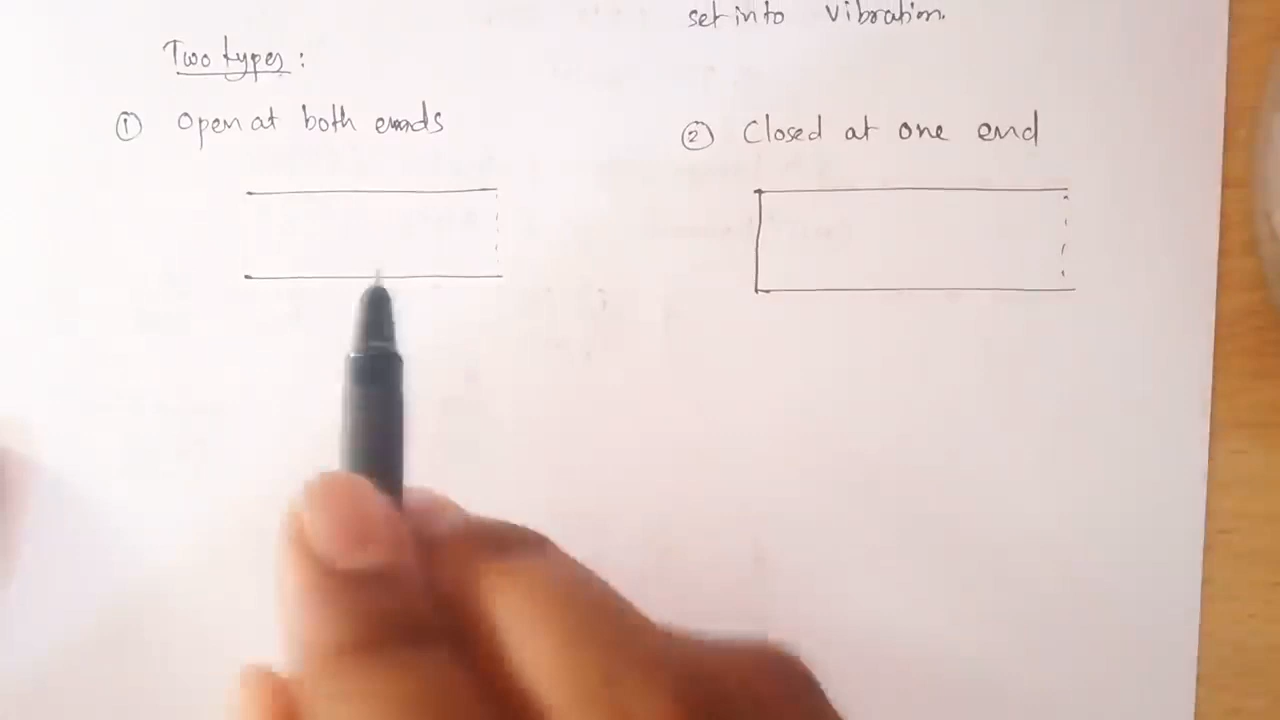 set into vibration.
Two types :
① Open at both ends
② Closed at one end